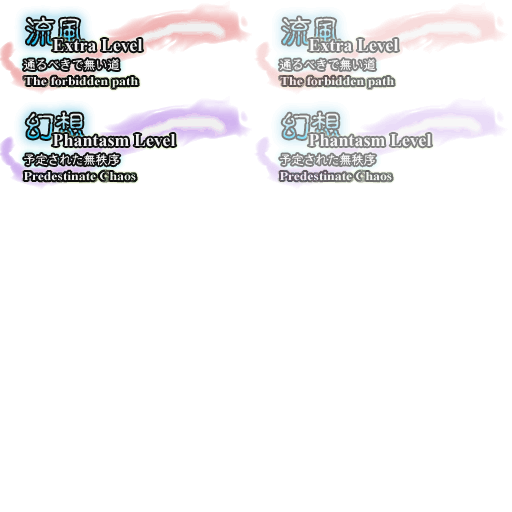 流風
Extra Level
通るべきで無い道
The forbidden path
流風
Extra Level
通るべきで無い道
The forbidden path
幻想
Phantasm Level
予定された無秩序
Predestinate Chaos
幻想
Phantasm Level
予定された無秩序
Predestinate Chaos